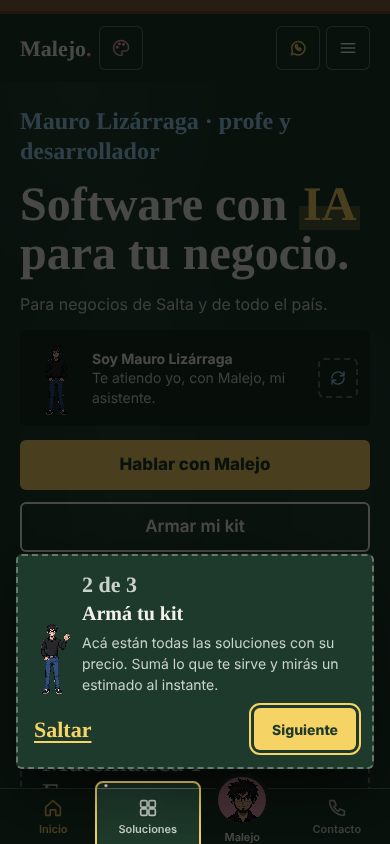 Malejo.
Mauro Lizárraga · profe y
desarrollador
Software con IA
para tu negocio.
Para negocios de Salta y de todo el país.
Soy Mauro Lizárraga
Te atiendo yo, con Malejo, mi
asistente.
Hablar con Malejo
Armar mi kit
2 de 3
Armá tu kit
Acá están todas las soluciones con su
precio. Sumá lo que te sirve y mirás un
estimado al instante.
Saltar
Siguiente
Inicio
Soluciones
Malejo
Contacto